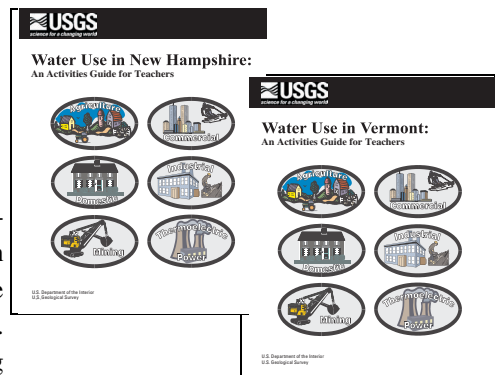 USGS
science for a changing world
Water Use in New Hampshire:
An Activities Guide for Teachers
Agriculture
Commercial
Domestic
Industrial
Mining
Thermoelectric
Power
U.S. Department of the Interior
U.S. Geological Survey
USGS
science for a changing world
Water Use in Vermont:
An Activities Guide for Teachers
Agriculture
Commercial
Domestic
Industrial
Mining
Thermoelectric
Power
U.S. Department of the Interior
U.S. Geological Survey